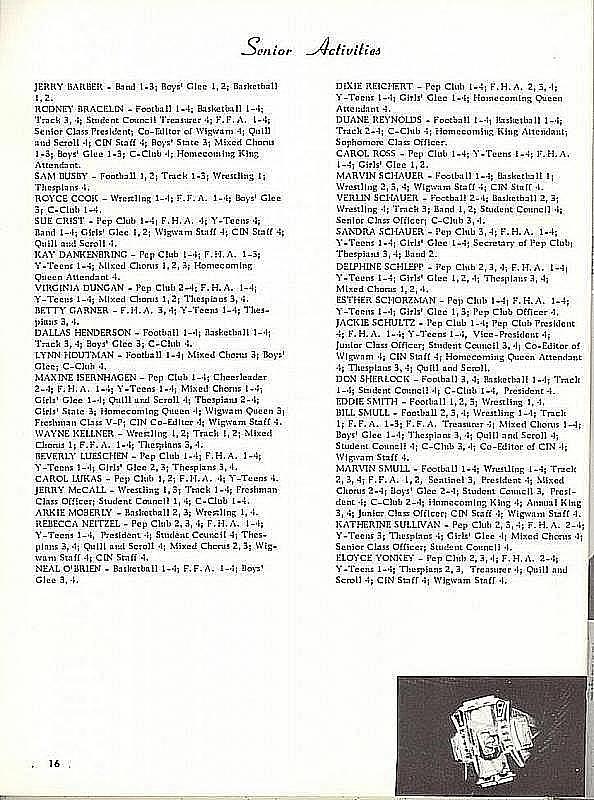 Senior Activities
JERRY BARBER - Band 1-3; Boys' Glee 1, 2; Basketball
1, 2.
RODNEY BRACELIN - Football 1-4; Basketball 1-4;
Track 3, 4; Student Council Treasurer 4; F.F.A. 1-4;
Senior Class President; Co-Editor of Wigwam 4; Quill
and Scroll 4; CIN Staff 4; Boys' State 3; Mixed Chorus
1-3; Boys' Glee 1-3; C-Club 4; Homecoming King
Attendant.
SAM BUSBY - Football 1, 2; Track 1-3; Wrestling 1;
Thespians 4.
ROYCE COOK - Wrestling 1-4; F.F.A. 1-4; Boys' Glee
3; C-Club 1-4.
SUE CRIST - Pep Club 1-4; F.H.A. 4; Y-Teens 4;
Band 1-4; Girls' Glee 1, 2; Wigwam Staff 4; CIN Staff 4;
Quill and Scroll 4.
KAY DANKENBRING - Pep Club 1-4; F.H.A. 1-3;
Y-Teens 1-4; Mixed Chorus 1, 2, 3; Homecoming
Queen Attendant 4.
VIRGINIA DUNGAN - Pep Club 2-4; F.H.A. 1-4;
Y-Teens 1-4; Mixed Chorus 1, 2; Thespians 3, 4.
BETTY GARNER - F.H.A. 3, 4; Y-Teens 1-4; Thes-
pians 3, 4.
DALLAS HENDERSON - Football 1-4; Basketball 1-4;
Track 3, 4; Boys' Glee 3; C-Club 4.
LYNN HOUTMAN - Football 1-4; Mixed Chorus 3; Boys'
Glee; C-Club 4.
MAXINE ISERNHAGEN - Pep Club 1-4; Cheerleader
2-4; F.H.A. 1-4; Y-Teens 1-4; Mixed Chorus 1-4;
Girls' Glee 1-4; Quill and Scroll 4; Thespians 2-4;
Girls' State 3; Homecoming Queen 4; Wigwam Queen 3;
Freshman Class V-P; CIN Co-Editor 4; Wigwam Staff 4.
WAYNE KELLNER - Wrestling 1, 2; Track 1, 2; Mixed
Chorus 1; F.F.A. 1-4; Thespians 3, 4.
BEVERLY LUESCHEN - Pep Club 1-4; F.H.A. 1-4;
Y-Teens 1-4; Girls' Glee 2, 3; Thespians 3, 4.
CAROL LUKAS - Pep Club 1, 2; F.H.A. 4; Y-Teens 4.
JERRY McCALL - Wrestling 1, 3; Track 1-4; Freshman
Class Officer; Student Council 1, 4; C-Club 1-4.
ARKIE MOBERLY - Basketball 2, 3; Wrestling 1, 4.
REBECCA NEITZEL - Pep Club 2, 3, 4; F.H.A. 1-4;
Y-Teens 1-4, President 4; Student Council 4; Thes-
pians 3, 4; Quill and Scroll 4; Mixed Chorus 2, 3; Wig-
wam Staff 4; CIN Staff 4.
NEAL O'BRIEN - Basketball 1-4; F.F.A. 1-4; Boys'
Glee 3, 4.
DIXIE REICHERT - Pep Club 1-4; F.H.A. 2, 3, 4;
Y-Teens 1-4; Girls' Glee 1-4; Homecoming Queen
Attendant 4.
DUANE REYNOLDS - Football 1-4; Basketball 1-4;
Track 2-4; C-Club 4; Homecoming King Attendant;
Sophomore Class Officer.
CAROL ROSS - Pep Club 1-4; Y-Teens 1-4; F.H.A.
1-4; Girls' Glee 1, 2.
MARVIN SCHAUER - Football 1-4; Basketball 1;
Wrestling 2, 3, 4; Wigwam Staff 4; CIN Staff 4.
VERLIN SCHAUER - Football 2-4; Basketball 2, 3;
Wrestling 4; Track 3; Band 1, 2; Student Council 4;
Senior Class Officer; C-Club 3, 4.
SANDRA SCHAUER - Pep Club 3, 4; F.H.A. 1-4;
Y-Teens 1-4; Girls' Glee 1-4; Secretary of Pep Club;
Thespians 3, 4; Band 2.
DELPHINE SCHLEPP - Pep Club 2, 3, 4; F.H.A. 1-4;
Y-Teens 1-4; Girls' Glee 1, 2, 4; Thespians 3, 4;
Mixed Chorus 1, 2, 4.
ESTHER SCHORZMAN - Pep Club 1-4; F.H.A. 1-4;
Y-Teens 1-4; Girls' Glee 1, 3; Pep Club Officer 4.
JACKIE SCHULTZ - Pep Club 1-4; Pep Club President
4; F.H.A. 1-4; Y-Teens 1-4, Vice-President 4;
Junior Class Officer; Student Council 3, 4; Co-Editor of
Wigwam 4; CIN Staff 4; Homecoming Queen Attendant
4; Thespians 3, 4; Quill and Scroll.
DON SHERLOCK - Football 3, 4; Basketball 1-4; Track
1-4; Student Council 4; C-Club 1-4, President 4.
EDDIE SMITH - Football 1, 2, 3; Wrestling 1, 4.
BILL SMULL - Football 2, 3, 4; Wrestling 1-4; Track
1; F.F.A. 1-3; F.F.A. Treasurer 4; Mixed Chorus 1-4;
Boys' Glee 1-4; Thespians 3, 4; Quill and Scroll 4;
Student Council 4; C-Club 3, 4; Co-Editor of CIN 4;
Wigwam Staff 4.
MARVIN SMULL - Football 1-4; Wrestling 1-4; Track
2, 3, 4; F.F.A. 1, 2, Sentinel 3, President 4; Mixed
Chorus 2-4; Boys' Glee 2-4; Student Council 3, Presi-
dent 4; C-Club 2-4; Homecoming King 4; Annual King
3, 4; Junior Class Officer; CIN Staff 4; Wigwam Staff 4.
KATHERINE SULLIVAN - Pep Club 2, 3, 4; F.H.A. 2-4;
Y-Teens 3; Thespians 4; Girls' Glee 4; Mixed Chorus 4;
Senior Class Officer; Student Council 4.
ELOYCE YONKEY - Pep Club 2, 3, 4; F.H.A. 2-4;
Y-Teens 1-4; Thespians 2, 3, Treasurer 4; Quill and
Scroll 4; CIN Staff 4; Wigwam Staff 4.
16